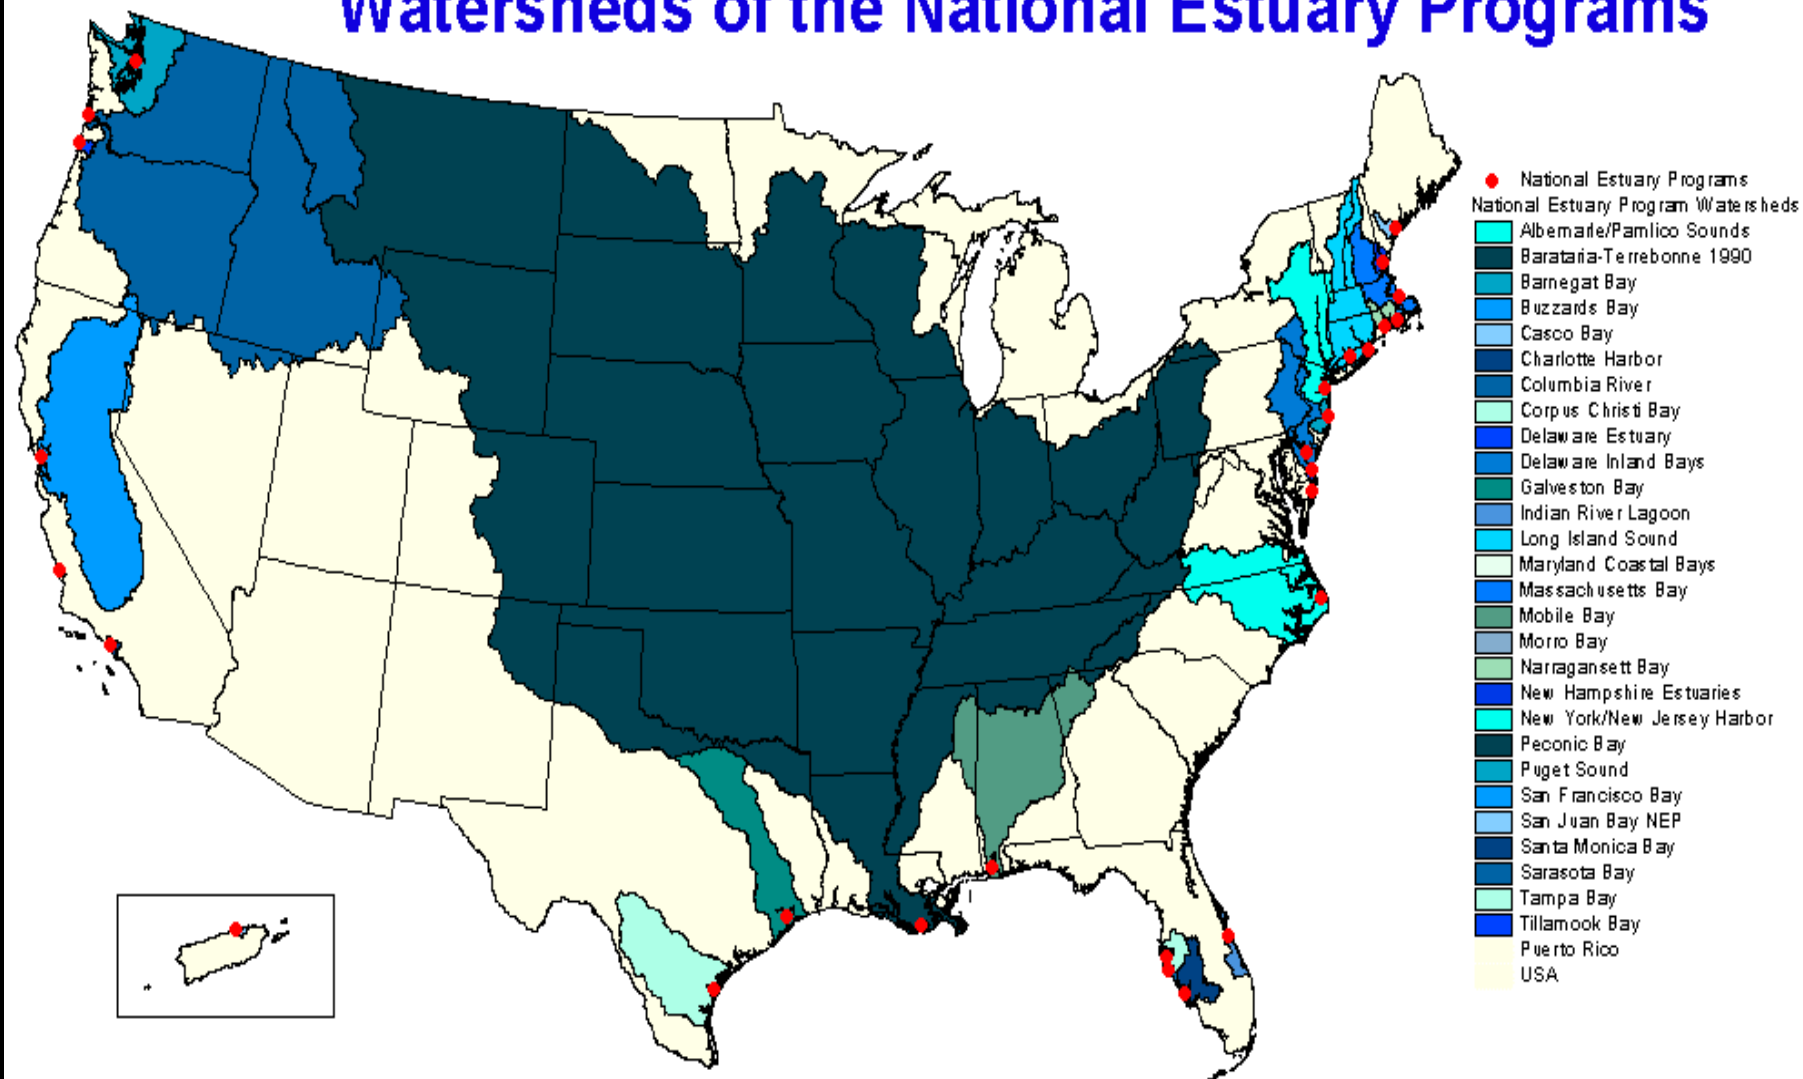 Watersheds of the National Estuary Programs
National Estuary Programs
National Estuary Program Watersheds
Albemarle/Pamlico Sounds
Barataria-Terrebonne 1990
Barnegat Bay
Buzzards Bay
Casco Bay
Charlotte Harbor
Columbia River
Corpus Christi Bay
Delaware Estuary
Delaware Inland Bays
Galveston Bay
Indian River Lagoon
Long Island Sound
Maryland Coastal Bays
Massachusetts Bay
Mobile Bay
Morro Bay
Narragansett Bay
New Hampshire Estuaries
New York/New Jersey Harbor
Peconic Bay
Puget Sound
San Francisco Bay
San Juan Bay NEP
Santa Monica Bay
Sarasota Bay
Tampa Bay
Tillamook Bay
Puerto Rico
USA